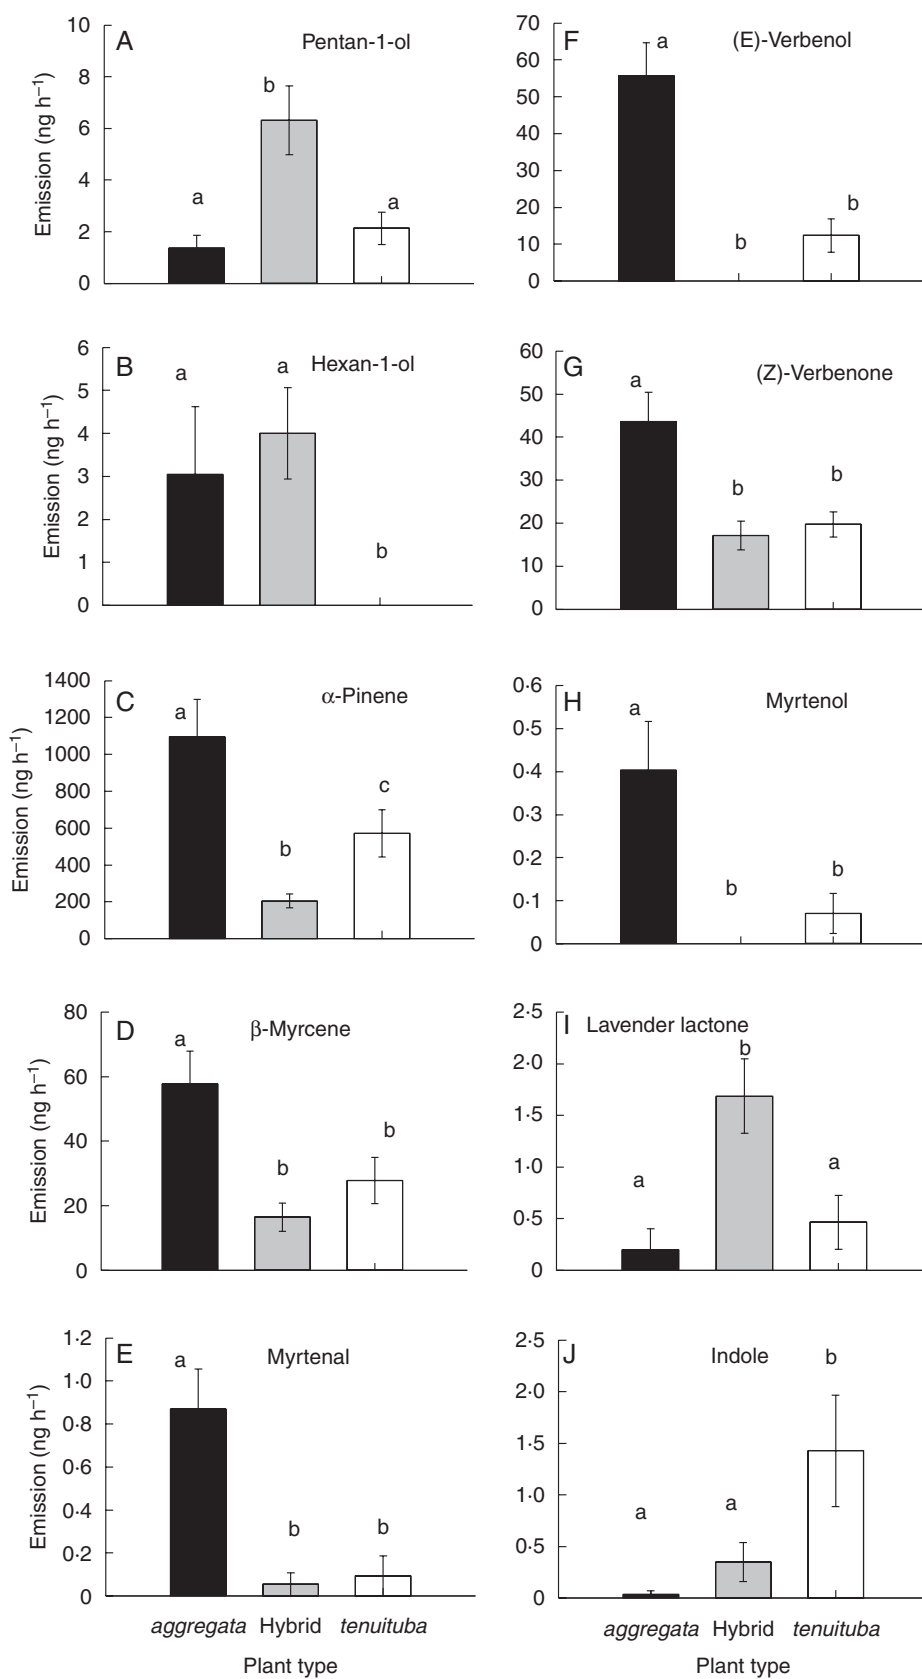 A
Pentan-1-ol
Emission (ng h–1)
10
8
6
4
2
0
a
b
a
B
Hexan-1-ol
Emission (ng h–1)
6
5
4
3
2
1
0
a
a
b
C
α-Pinene
Emission (ng h–1)
1400
1200
1000
800
600
400
200
0
a
b
c
D
β-Myrcene
Emission (ng h–1)
80
60
40
20
0
a
b
b
E
Myrtenal
Emission (ng h–1)
1·2
1·0
0·8
0·6
0·4
0·2
0
a
b
b
aggregata Hybrid tenuituba
Plant type
F
(E)-Verbenol
70
60
50
40
30
20
10
0
a
b
b
G
(Z)-Verbenone
60
50
40
30
20
10
0
a
b
b
H
Myrtenol
0·6
0·5
0·4
0·3
0·2
0·1
0
a
b
b
I
Lavender lactone
2·5
2·0
1·5
1·0
0·5
0
a
b
a
J
Indole
2·5
2·0
1·5
1·0
0·5
0
a
a
b
aggregata Hybrid tenuituba
Plant type